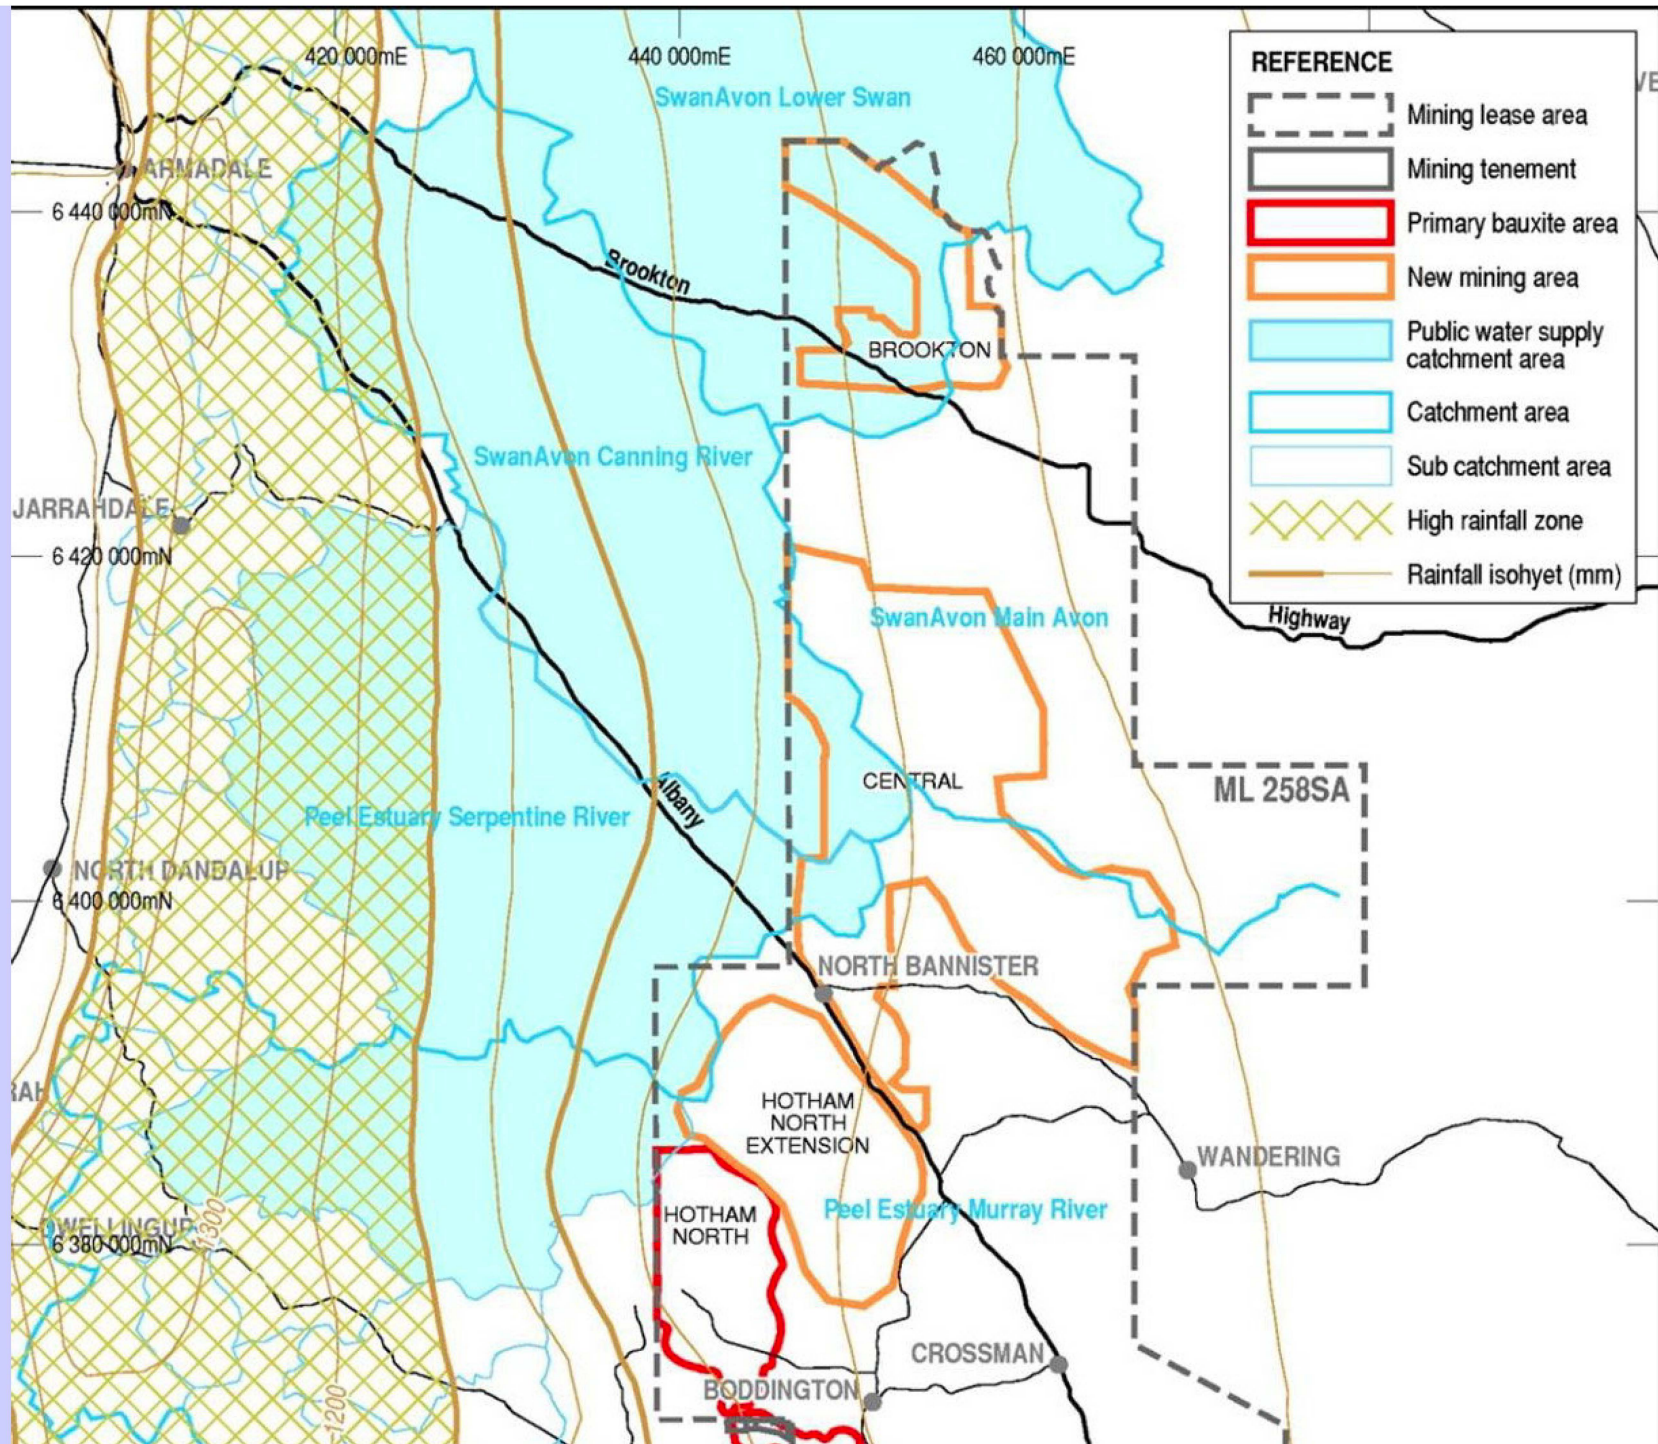 420 000mE
440 000mE
460 000mE
SwanAvon Lower Swan
REFERENCE
Mining lease area
Mining tenement
Primary bauxite area
New mining area
Public water supply
catchment area
Catchment area
Sub catchment area
High rainfall zone
Rainfall isohyet (mm)
VE
ARMADALE
6 440 000mN
Brookton
BROOKTON
SwanAvon Canning River
JARRAHDALE
6 420 000mN
SwanAvon Main Avon
Highway
CENTRAL
ML 258SA
Albany
Peel Estuary Serpentine River
NORTH DANDALUP
6 400 000mN
NORTH BANNISTER
RAH
HOTHAM
NORTH
EXTENSION
WANDERING
Peel Estuary Murray River
HOTHAM
NORTH
DWELLINGUP
6 380 000mN
1300
CROSSMAN
BODDINGTON
1200